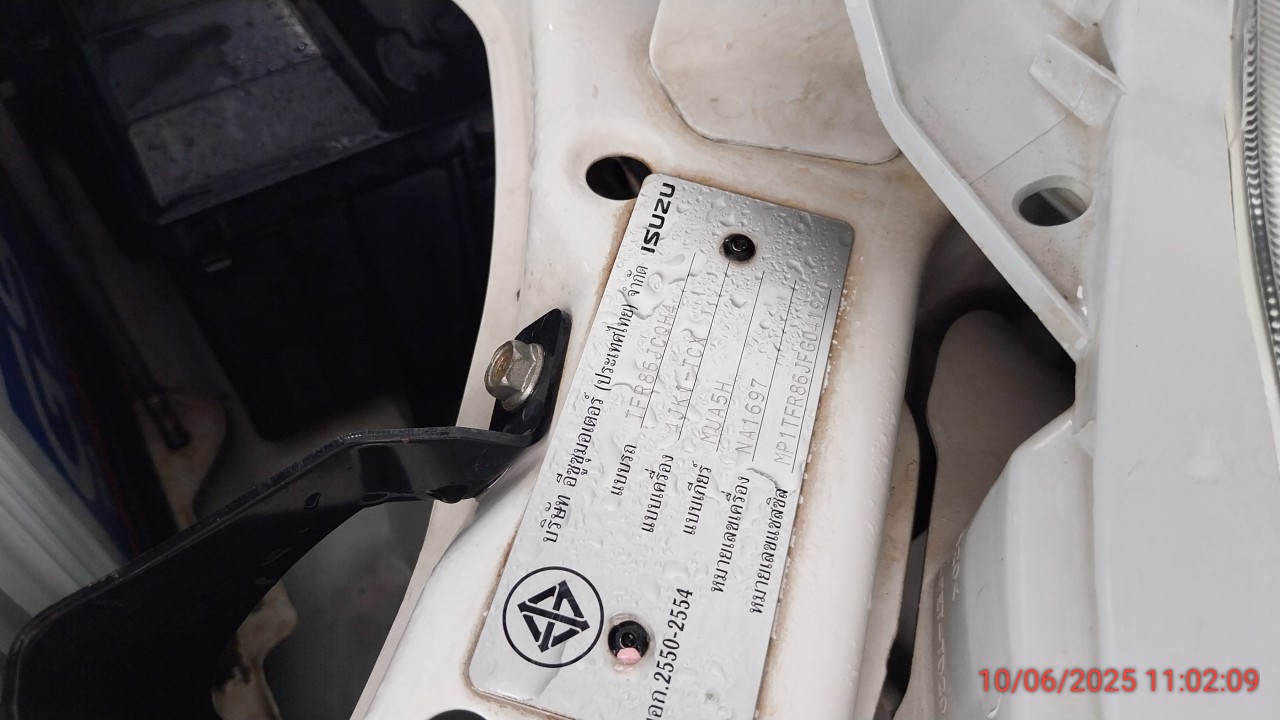 บริษัท อีซูซุมอเตอร์ (ประเทศไทย) จำกัด ISUZU
แบบรถ TFR86JCQHA
แบบเครื่อง 4JK1-TCX
แบบเกียร์ MUA5H
หมายเลขเครื่อง NA1697
หมายเลขแชสซีส์
มอก.2550-2554
10/06/2025 11:02:09